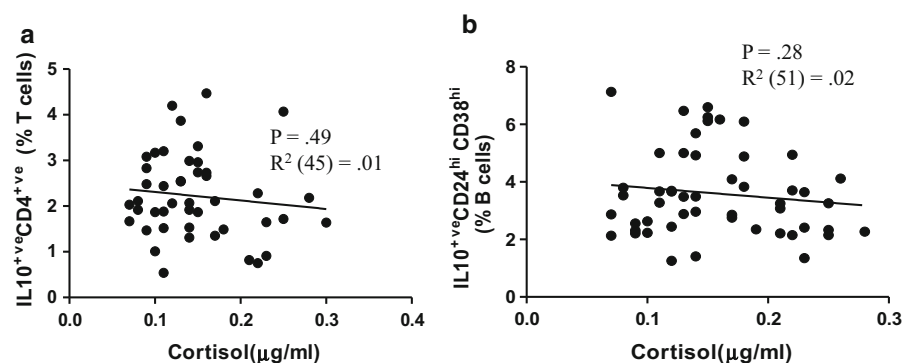 a
IL10+veCD4+ve (% T cells)
5
4
3
2
1
0
P = .49
R² (45) = .01
0.0
0.1
0.2
0.3
0.4
Cortisol(μg/ml)
b
IL10+veCD24hi CD38hi
(% B cells)
8
6
4
2
0
P = .28
R² (51) = .02
0.0
0.1
0.2
0.3
Cortisol(μg/ml)